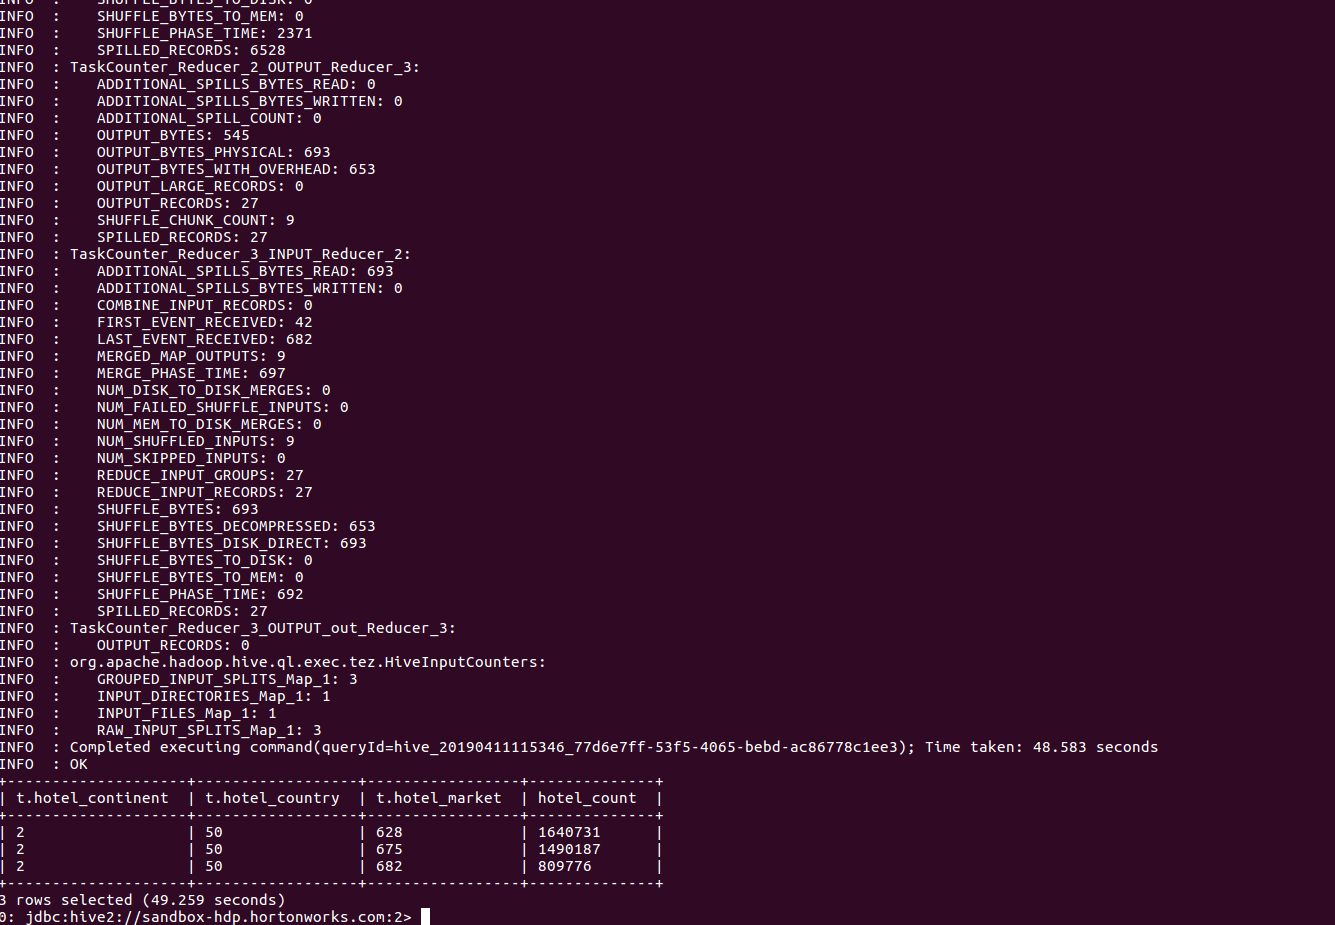 INFO  :     SHUFFLE_BYTES_TO_DISK: 0
INFO  :     SHUFFLE_BYTES_TO_MEM: 0
INFO  :     SHUFFLE_PHASE_TIME: 2371
INFO  :     SPILLED_RECORDS: 6528
INFO  : TaskCounter_Reducer_2_OUTPUT_Reducer_3:
INFO  :     ADDITIONAL_SPILLS_BYTES_READ: 0
INFO  :     ADDITIONAL_SPILLS_BYTES_WRITTEN: 0
INFO  :     ADDITIONAL_SPILL_COUNT: 0
INFO  :     OUTPUT_BYTES: 545
INFO  :     OUTPUT_BYTES_PHYSICAL: 693
INFO  :     OUTPUT_BYTES_WITH_OVERHEAD: 653
INFO  :     OUTPUT_LARGE_RECORDS: 0
INFO  :     OUTPUT_RECORDS: 27
INFO  :     SHUFFLE_CHUNK_COUNT: 9
INFO  :     SPILLED_RECORDS: 27
INFO  : TaskCounter_Reducer_3_INPUT_Reducer_2:
INFO  :     ADDITIONAL_SPILLS_BYTES_READ: 693
INFO  :     ADDITIONAL_SPILLS_BYTES_WRITTEN: 0
INFO  :     COMBINE_INPUT_RECORDS: 0
INFO  :     FIRST_EVENT_RECEIVED: 42
INFO  :     LAST_EVENT_RECEIVED: 682
INFO  :     MERGED_MAP_OUTPUTS: 9
INFO  :     MERGE_PHASE_TIME: 697
INFO  :     NUM_DISK_TO_DISK_MERGES: 0
INFO  :     NUM_FAILED_SHUFFLE_INPUTS: 0
INFO  :     NUM_MEM_TO_DISK_MERGES: 0
INFO  :     NUM_SHUFFLED_INPUTS: 9
INFO  :     NUM_SKIPPED_INPUTS: 0
INFO  :     REDUCE_INPUT_GROUPS: 27
INFO  :     REDUCE_INPUT_RECORDS: 27
INFO  :     SHUFFLE_BYTES: 693
INFO  :     SHUFFLE_BYTES_DECOMPRESSED: 653
INFO  :     SHUFFLE_BYTES_DISK_DIRECT: 693
INFO  :     SHUFFLE_BYTES_TO_DISK: 0
INFO  :     SHUFFLE_BYTES_TO_MEM: 0
INFO  :     SHUFFLE_PHASE_TIME: 692
INFO  :     SPILLED_RECORDS: 27
INFO  : TaskCounter_Reducer_3_OUTPUT_out_Reducer_3:
INFO  :     OUTPUT_RECORDS: 0
INFO  : org.apache.hadoop.hive.ql.exec.tez.HiveInputCounters:
INFO  :     GROUPED_INPUT_SPLITS_Map_1: 3
INFO  :     INPUT_DIRECTORIES_Map_1: 1
INFO  :     INPUT_FILES_Map_1: 1
INFO  :     RAW_INPUT_SPLITS_Map_1: 3
INFO  : Completed executing command(queryId=hive_20190411115346_77d6e7ff-53f5-4065-bebd-ac86778c1ee3); Time taken: 48.583 seconds
INFO  : OK
+--------------------+------------------+-----------------+--------------+
| t.hotel_continent  | t.hotel_country  | t.hotel_market  | hotel_count  |
+--------------------+------------------+-----------------+--------------+
| 2                  | 50               | 628             | 1640731      |
| 2                  | 50               | 675             | 1490187      |
| 2                  | 50               | 682             | 809776       |
+--------------------+------------------+-----------------+--------------+
3 rows selected (49.259 seconds)
0: jdbc:hive2://sandbox-hdp.hortonworks.com:2>